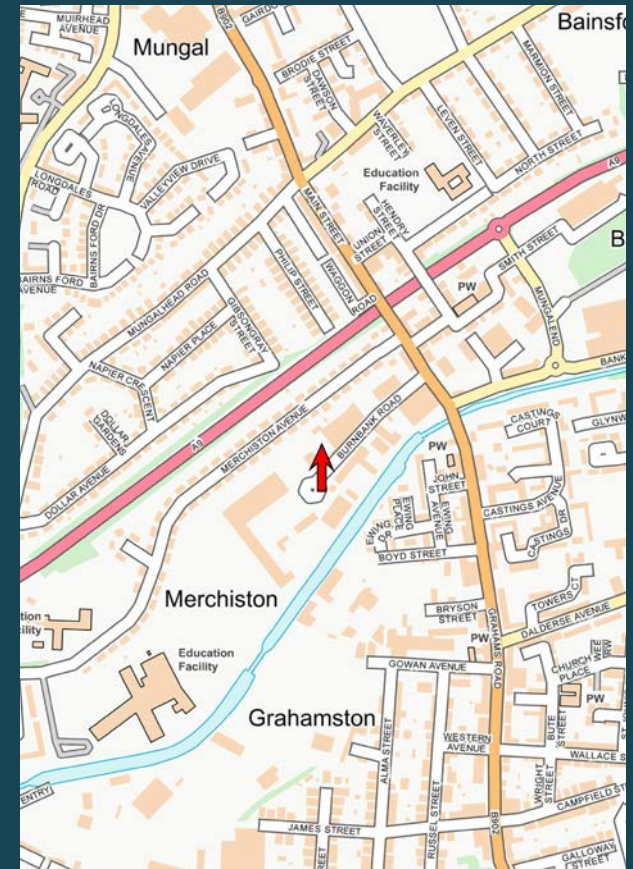 B902
GAIRDO
Bainsfo
MUIRHEAD
AVENUE
Mungal
BRODIE STREET
DAWSON
STREET
MARMION STREET
LONGDALES
AVENUE
WAVERLEY
STREET
LEVEN STREET
NORTH STREET
A9
VALLEYVIEW DRIVE
LONGDALES
ROAD
Education
Facility
MAIN STREET
HENDRY
STREET
BAIRNS FORD DR
UNION
STREET
SMITH STREET
B
BAIRNS FORD
AVENUE
PHILIP STREET
WAGGON
ROAD
PW
MUNGALHEAD ROAD
GIBSONGRAY
STREET
MUNGALEND
NAPIER PLACE
BANK
NAPIER CRESCENT
DOLLAR
GARDENS
MERCHISTON AVENUE
BURNBANK ROAD
CASTINGS
COURT
GLYNW
A9
PW
DOLLAR AVENUE
JOHN
STREET
EWING
PLACE
EWING
AVENUE
CASTINGS AVENUE
EWING
DR
CASTINGS
DR
BOYD STREET
Merchiston
TOWERS CT
BRYSON
STREET
GRAHAMS ROAD
DALDERSE AVENUE
tion
cility
Education
Facility
PW
GOWAN AVENUE
CHURCH
PLACE
WEE
ROW
PW
Grahamston
ALMA STREET
WESTERN
AVENUE
BUTE
STREET
WALLACE S
RUSSEL STREET
WRIGHT
STREET
ENTRY
CAMPFIELD ST
JAMES STREET
B902
REET
GALLOWAY
STREET